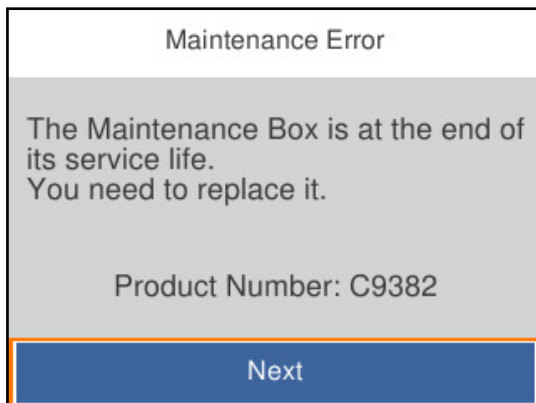 Maintenance Error
The Maintenance Box is at the end of
its service life.
You need to replace it.
Product Number: C9382
Next